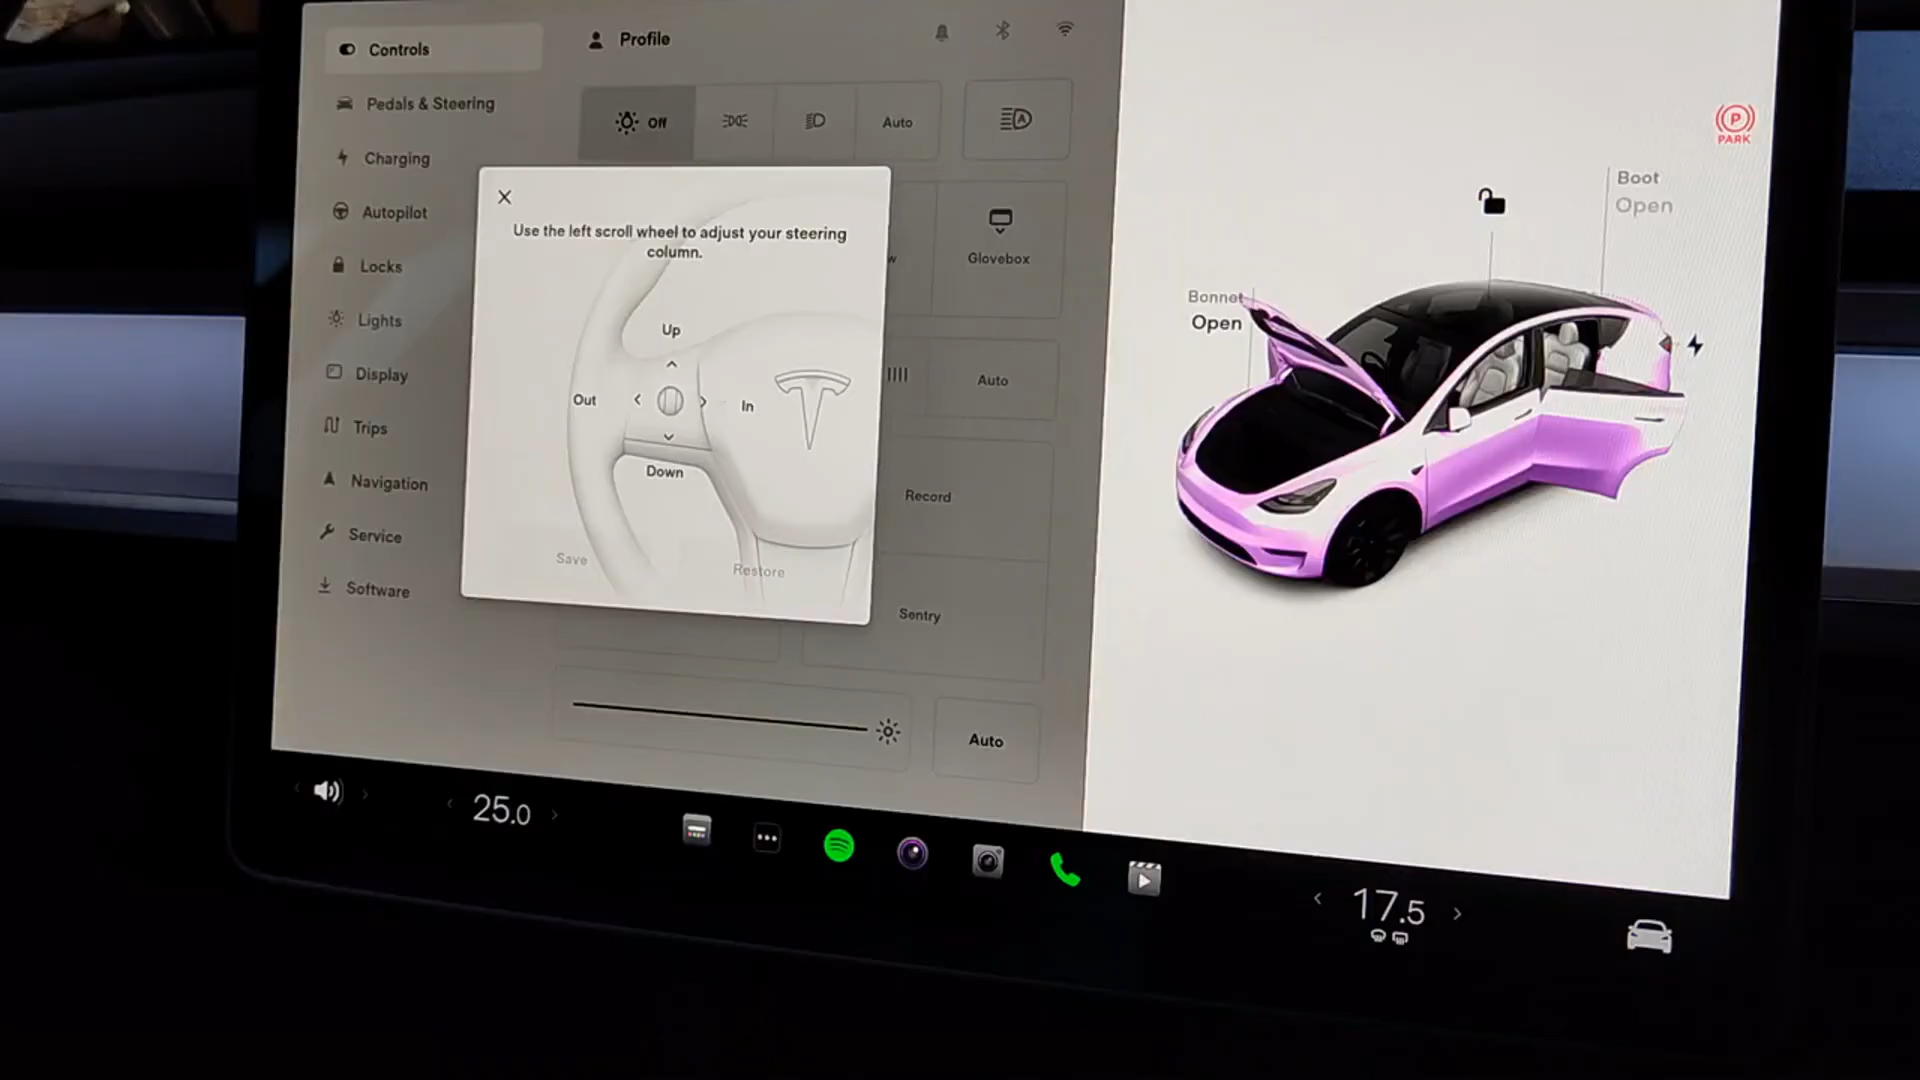 Controls
Pedals & Steering
Charging
Autopilot
Locks
Lights
Display
Trips
Navigation
Service
Software
Profile
Off
Auto
A
Use the left scroll wheel to adjust your steering
column.
Up
Out
In
Down
Save
Restore
w
Glovebox
Auto
Record
Sentry
Auto
P
PARK
Boot
Open
Bonnet
Open
25.0
17.5